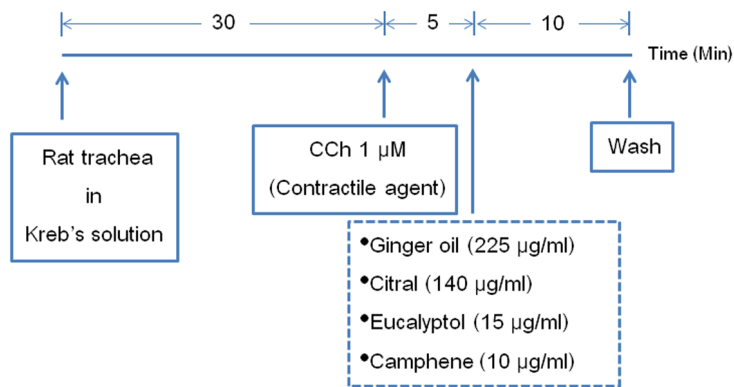 30
5
10
Time (Min)
Rat trachea
in
Kreb's solution
CCh 1 µM
(Contractile agent)
Wash
•Ginger oil (225 µg/ml)
•Citral (140 µg/ml)
•Eucalyptol (15 µg/ml)
•Camphene (10 µg/ml)